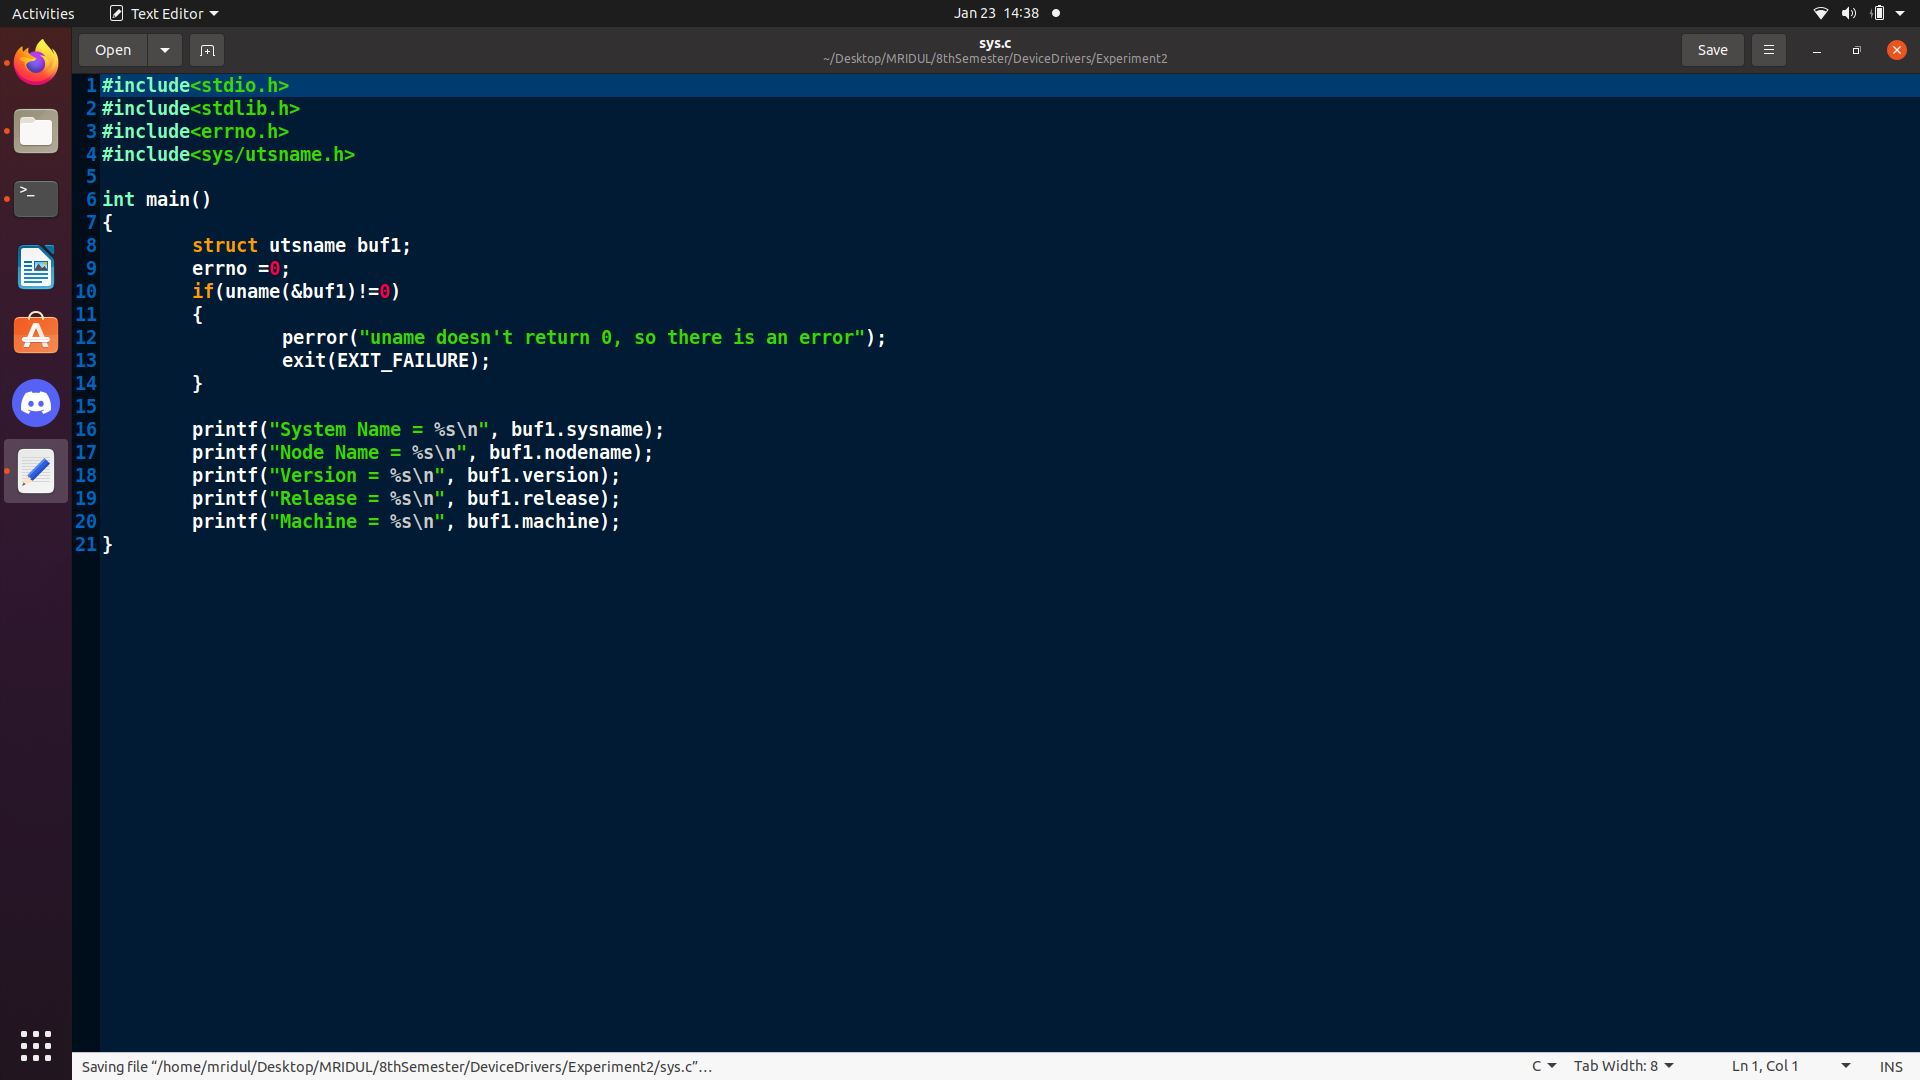 Activities Text Editor Jan 23 14:38
Open sys.c Save
~/Desktop/MRIDUL/8thSemester/DeviceDrivers/Experiment2
1 #include<stdio.h>
2 #include<stdlib.h>
3 #include<errno.h>
4 #include<sys/utsname.h>
5
6 int main()
7 {
8 struct utsname buf1;
9 errno =0;
10 if(uname(&buf1)!=0)
11 {
12 perror("uname doesn't return 0, so there is an error");
13 exit(EXIT_FAILURE);
14 }
15
16 printf("System Name = %s\n", buf1.sysname);
17 printf("Node Name = %s\n", buf1.nodename);
18 printf("Version = %s\n", buf1.version);
19 printf("Release = %s\n", buf1.release);
20 printf("Machine = %s\n", buf1.machine);
21 }
Saving file “/home/mridul/Desktop/MRIDUL/8thSemester/DeviceDrivers/Experiment2/sys.c”… C Tab Width: 8 Ln 1, Col 1 INS